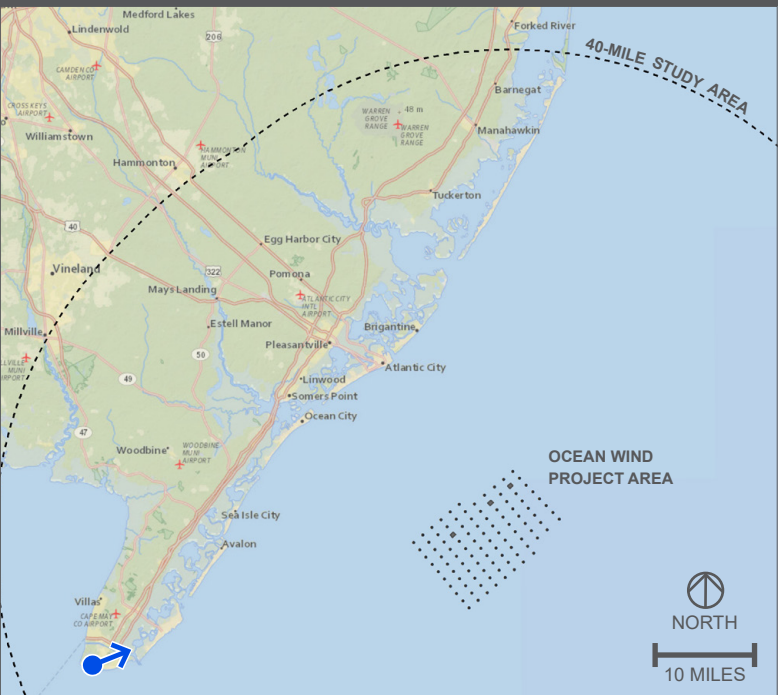 Medford Lakes
Forked River
Lindenwold
206
40-MILE STUDY AREA
CAMDEN CO
AIRPORT
Barnegat
CROSS KEYS
AIRPORT
WARREN
GROVE
RANGE
48 m
WARREN
GROVE
RANGE
Manahawkin
Williamstown
HAMMONTON
MUNI
AIRPORT
Hammonton
Tuckerton
40
Egg Harbor City
Vineland
322
Pomona
Mays Landing
ATLANTIC CITY
INTL
AIRPORT
Estell Manor
Brigantine
Millville
Pleasantville
50
LLVILLE
MUNI
IRPORT
Atlantic City
49
Linwood
Somers Point
Ocean City
47
Woodbine
WOODBINE
MUNI
AIRPORT
OCEAN WIND
PROJECT AREA
Sea Isle City
Avalon
Villas
CAPE MAY
CO AIRPORT
NORTH
10 MILES